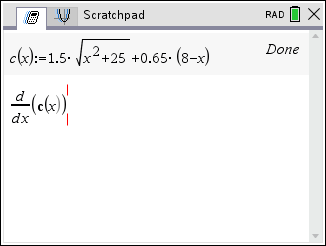 Scratchpad RAD
c(x):=1.5·√(x²+25)+0.65·(8−x) Done
d/dx(c(x))